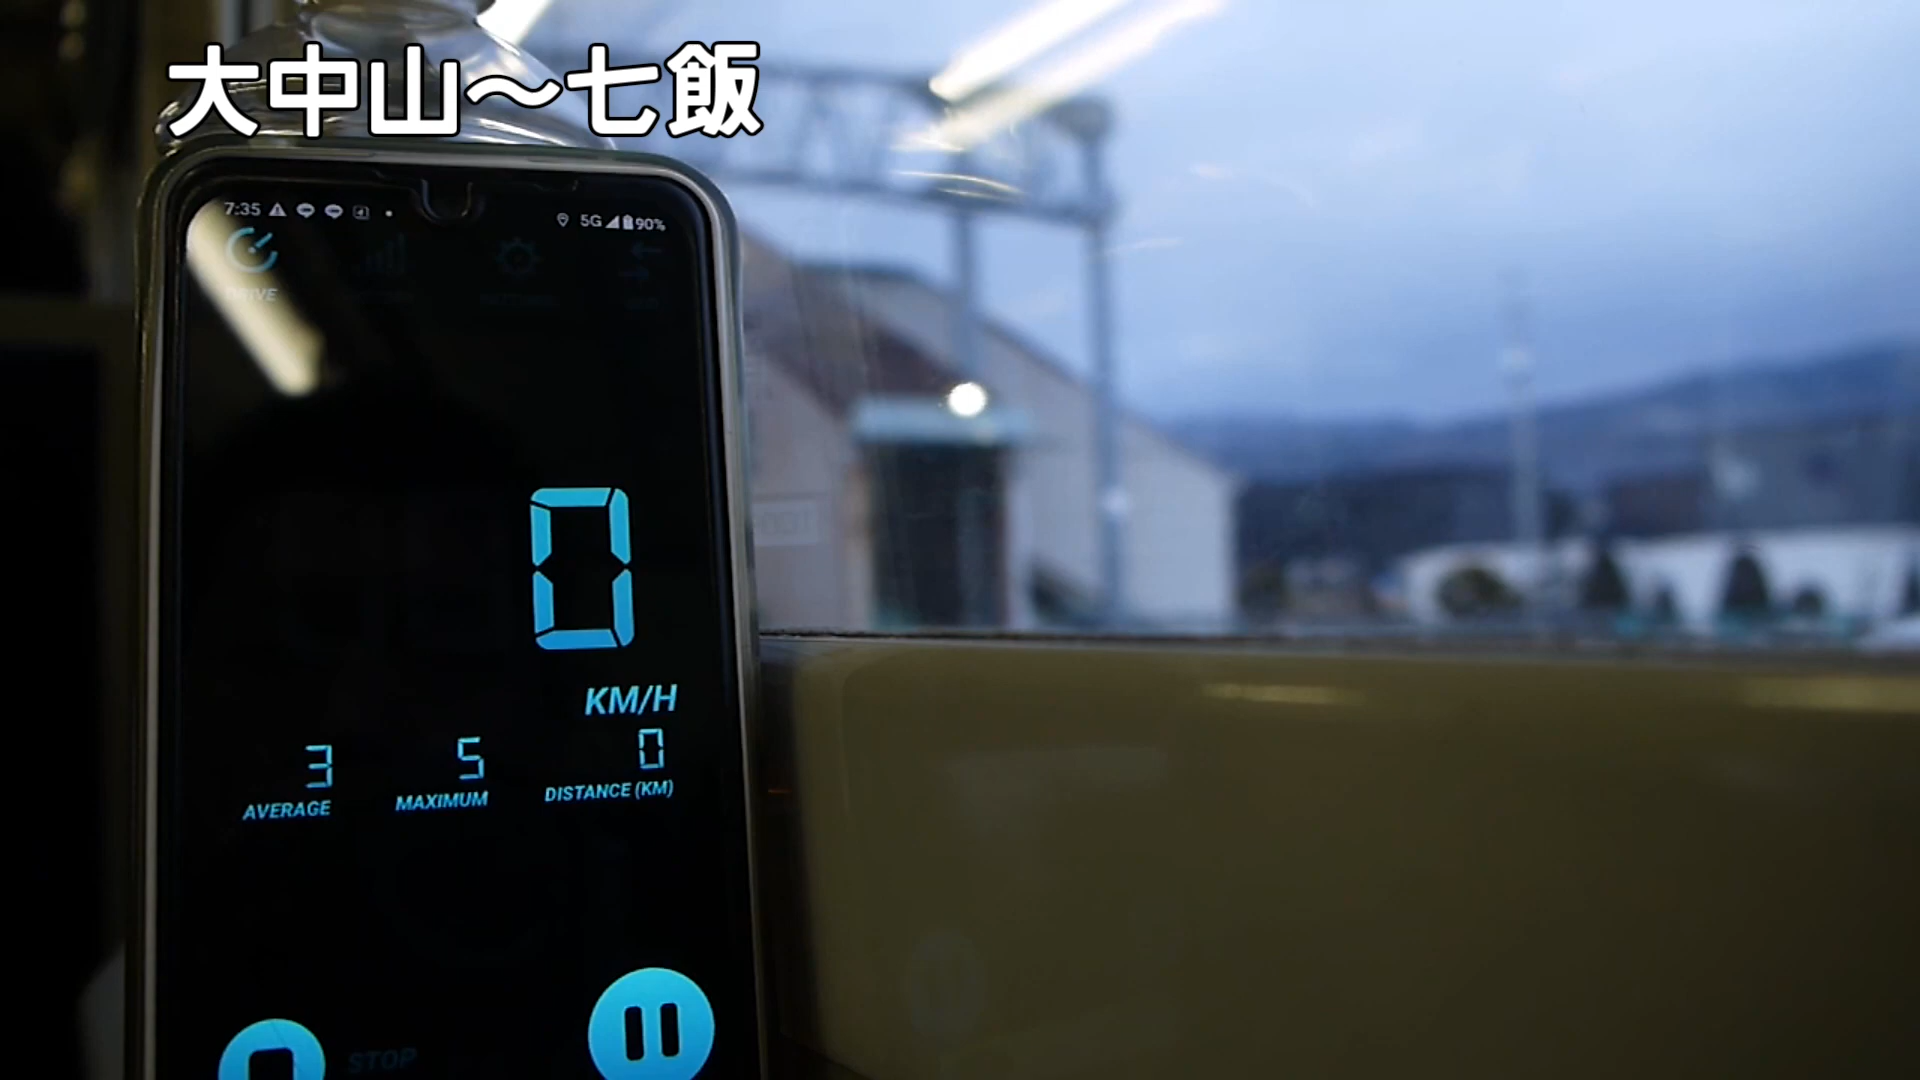 大中山～七飯
7:35
5G 90%
DRIVE
0
KM/H
3 5 0
AVERAGE MAXIMUM DISTANCE (KM)
STOP